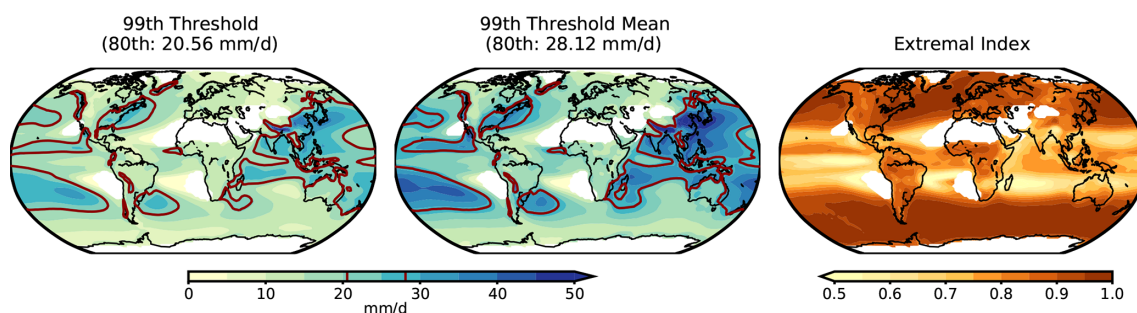 99th Threshold
(80th: 20.56 mm/d)
99th Threshold Mean
(80th: 28.12 mm/d)
Extremal Index
0 10 20 30 40 50
mm/d
0.5 0.6 0.7 0.8 0.9 1.0